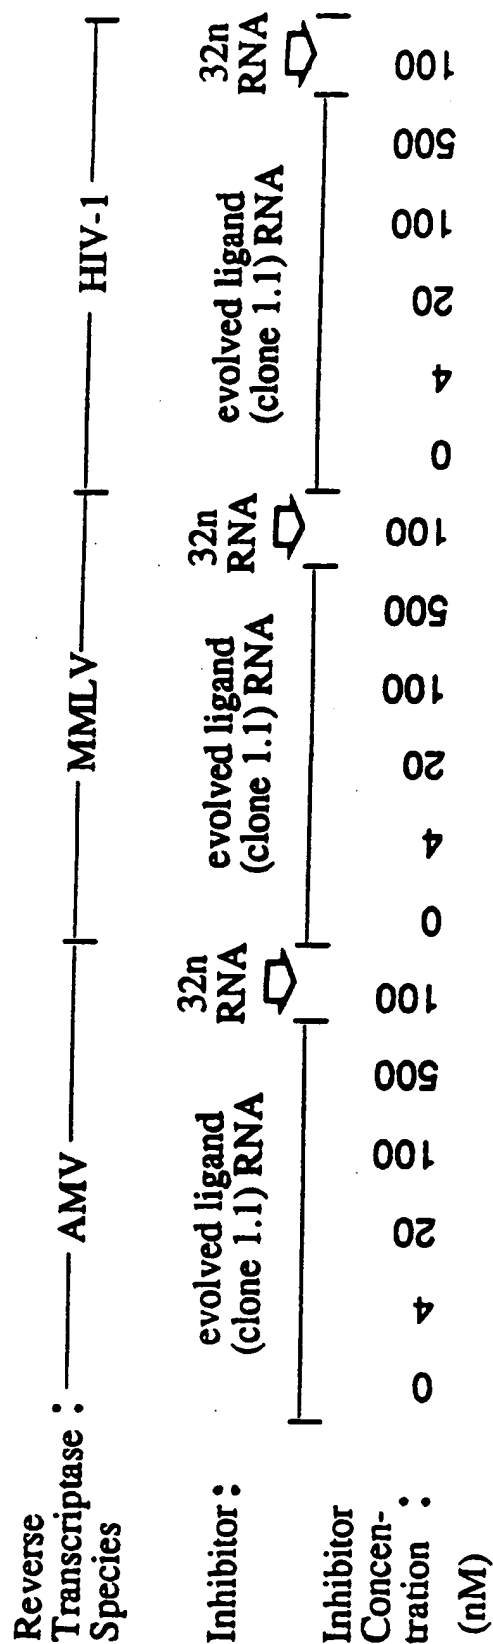 Reverse
Transcriptase : AMV MMLV HIV-1
Species
evolved ligand 32n evolved ligand 32n evolved ligand 32n
Inhibitor: (clone 1.1) RNA RNA (clone 1.1) RNA RNA (clone 1.1) RNA RNA
Inhibitor
Concen-
tration : 0 4 20 100 500 100 0 4 20 100 500 100 0 4 20 100 500 100
(nM)